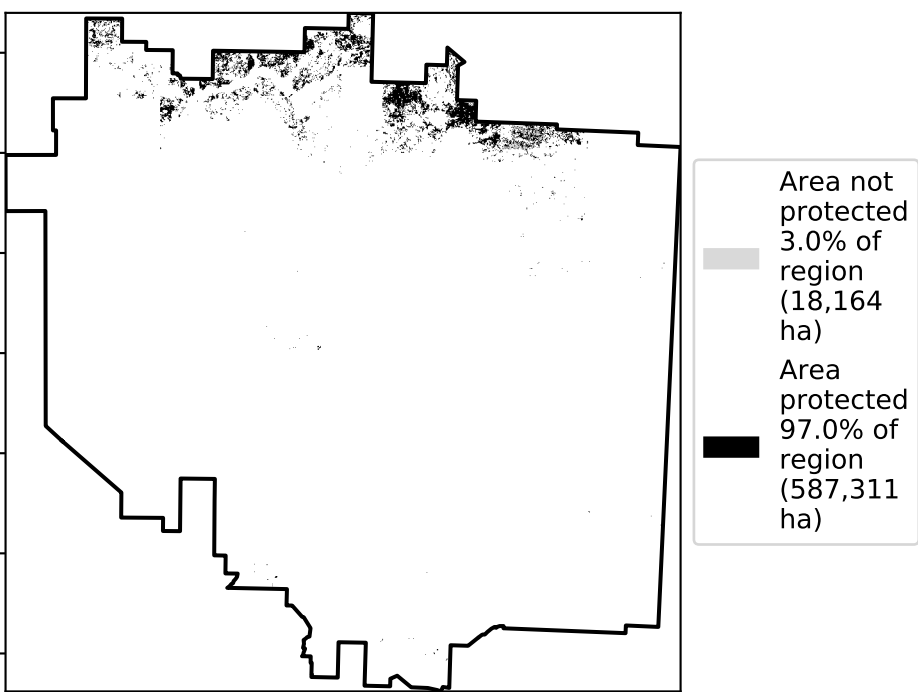 Area not
protected
3.0% of
region
(18,164
ha)
Area
protected
97.0% of
region
(587,311
ha)